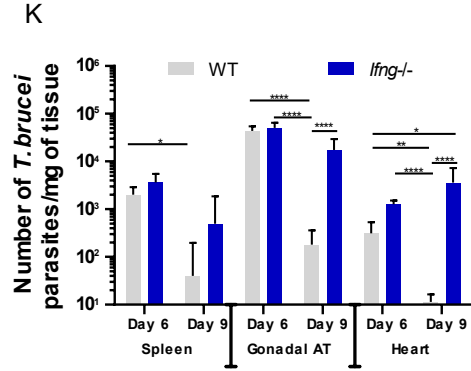 K
WT
Ifng-/-
Number of T.brucei
parasites/mg of tissue
10⁶
10⁵
10⁴
10³
10²
10¹
****
****
****
*
*
**
****
****
Day 6 Day 9 Day 6 Day 9 Day 6 Day 9
Spleen Gonadal AT Heart